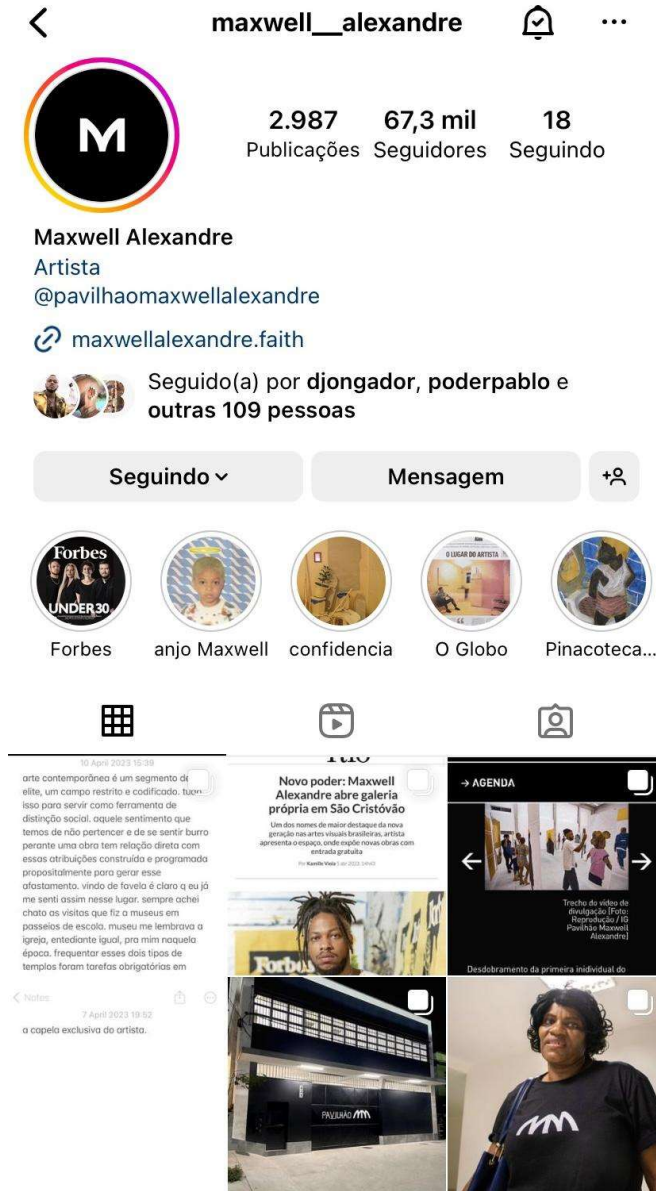 maxwell__alexandre
M
2.987
Publicações
67,3 mil
Seguidores
18
Seguindo
Maxwell Alexandre
Artista
@pavilhaomaxwellalexandre
maxwellalexandre.faith
Seguido(a) por djongador, poderpablo e
outras 109 pessoas
Seguindo
Mensagem
Forbes
UNDER 30
O LUGAR DO ARTISTA
Forbes
anjo Maxwell
confidencia
O Globo
Pinacoteca...
10 April 2023 15:39
arte contemporânea é um segmento de
elite, um campo restrito e codificado. tudo
isso para servir como ferramenta de
distinção social. aquele sentimento que
temos de não pertencer e de se sentir burro
perante uma obra tem relação direta com
essas atribuições construída e programada
propositalmente para gerar esse
afastamento. vindo de favela é claro q eu já
me senti assim nesse lugar. sempre achei
chato as visitas que fiz a museus em
passeios de escola. museu me lembrava a
igreja, entediante igual, pra mim naquela
época. frequentar esses dois tipos de
templos foram tarefas obrigatórias em
Rio
Novo poder: Maxwell
Alexandre abre galeria
própria em São Cristóvão
Um dos nomes de maior destaque da nova
geração nas artes visuais brasileiras, artista
apresenta o espaço, onde expõe novas obras com
entrada gratuita
Forbes
→ AGENDA
Trecho do vídeo de
divulgação [Foto:
Reprodução / IG
Pavilhão Maxwell
Alexandre]
Desdobramento da primeira inidividual do
Notes
7 April 2023 19:52
a capela exclusiva do artista.
PAVILHÃO